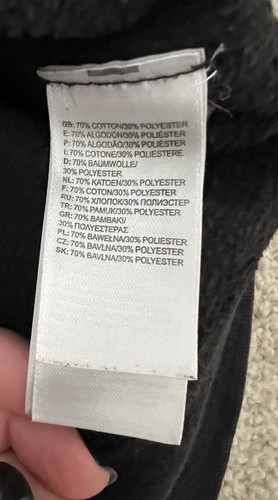 GB: 70% COTTON/30% POLYESTER
E: 70% ALGODÓN/30% POLIÉSTER
P: 70% ALGODÃO/30% POLIÉSTER
I: 70% COTONE/30% POLIESTERE
D: 70% BAUMWOLLE/
30% POLYESTER
NL: 70% KATOEN/30% POLYESTER
F: 70% COTON/30% POLYESTER
RU: 70% ХЛОПОК/30% ПОЛИЭСТЕР
TR: 70% PAMUK/30% POLYESTER
GR: 70% ΒΑΜΒΑΚΙ/
30% ΠΟΛΥΕΣΤΕΡΑΣ
PL: 70% BAWEŁNA/30% POLIESTER
CZ: 70% BAVLNA/30% POLYESTER
SK: 70% BAVLNA/30% POLYESTER